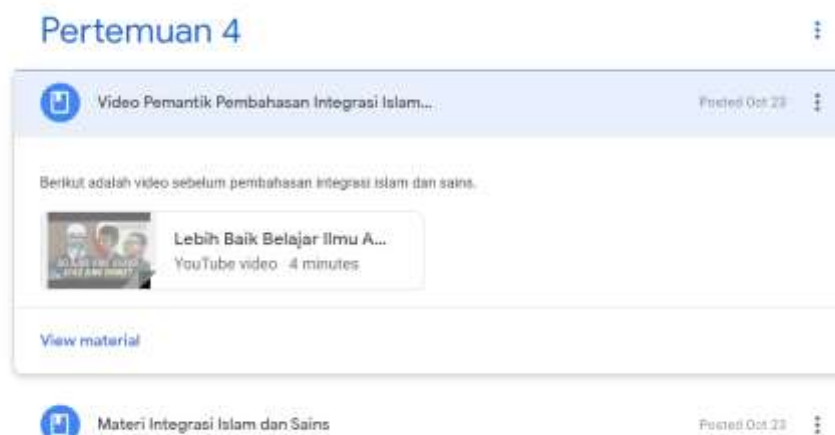 Pertemuan 4
Video Pemantik Pembahasan Integrasi Islam...
Posted Oct 23
Berikut adalah video sebelum pembahasan integrasi islam dan sains.
Lebih Baik Belajar Ilmu A...
YouTube video 4 minutes
View material
Materi Integrasi Islam dan Sains
Posted Oct 23